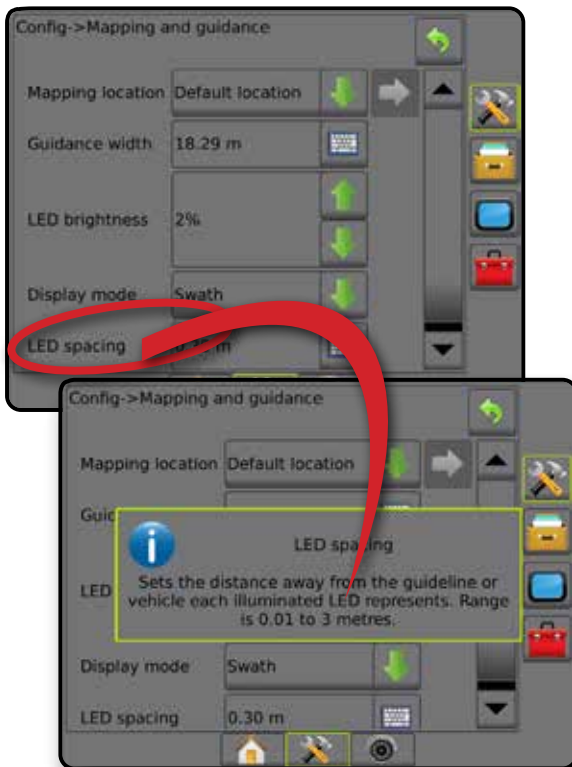 Config->Mapping and guidance
Mapping location Default location
Guidance width 18.29 m
LED brightness 2%
Display mode Swath
LED spacing m
Config->Mapping and guidance
Mapping location Default location
LED spacing
Sets the distance away from the guideline or
vehicle each illuminated LED represents. Range
is 0.01 to 3 metres.
LED
Display mode Swath
LED spacing 0.30 m